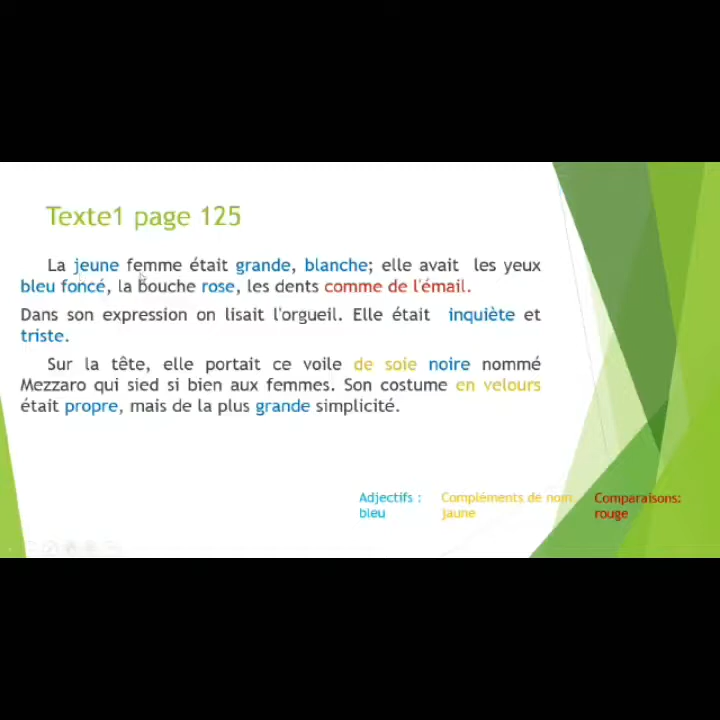 Texte1 page 125
La jeune femme était grande, blanche; elle avait les yeux
bleu foncé, la bouche rose, les dents comme de l'émail.
Dans son expression on lisait l'orgueil. Elle était inquiète et
triste.
Sur la tête, elle portait ce voile de soie noire nommé
Mezzaro qui sied si bien aux femmes. Son costume en velours
était propre, mais de la plus grande simplicité.
Adjectifs : Compléments de nom Comparaisons:
bleu jaune rouge